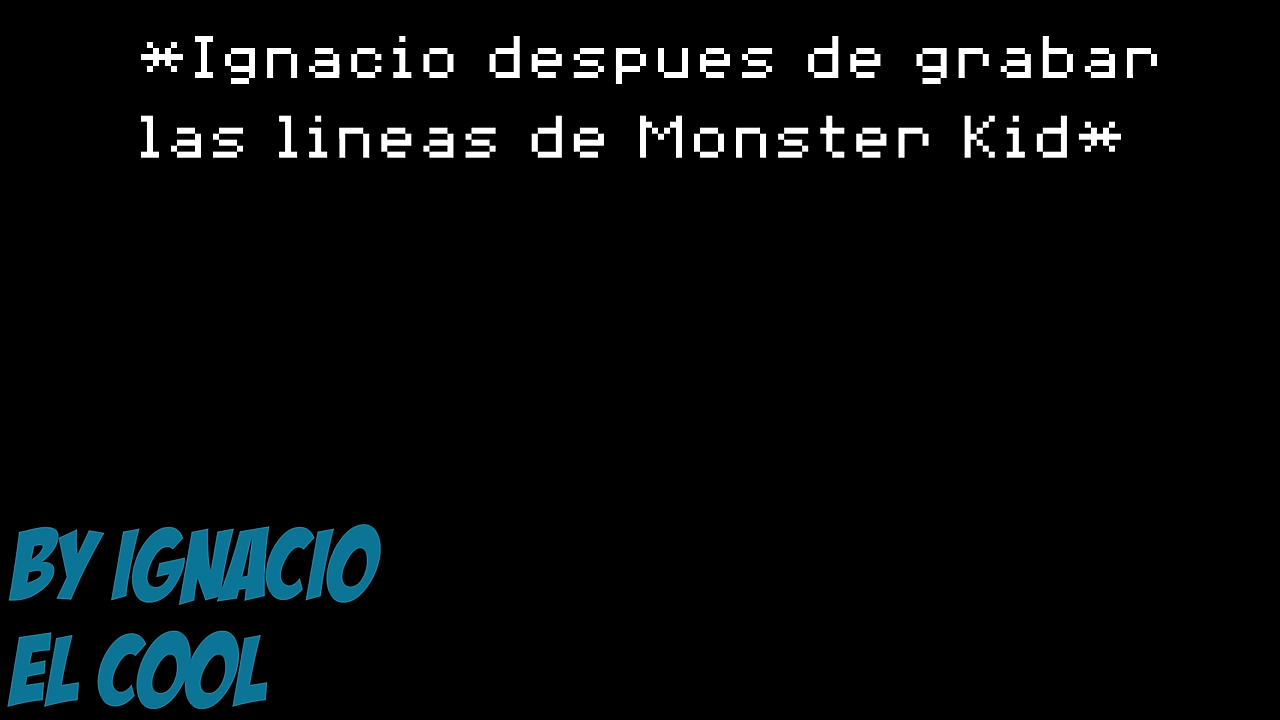 *Ignacio despues de grabar
las lineas de Monster Kid*
BY IGNACIO
EL COOL